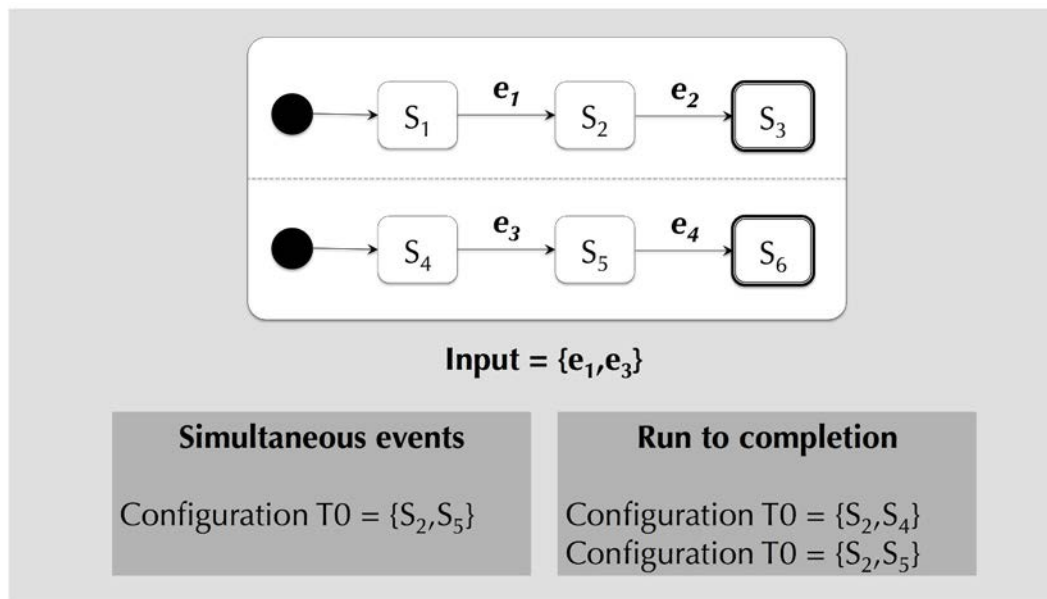 e₁ e₂
S₁ S₂ S₃
e₃ e₄
S₄ S₅ S₆
Input = {e₁,e₃}
Simultaneous events
Configuration T0 = {S₂,S₅}
Run to completion
Configuration T0 = {S₂,S₄}
Configuration T0 = {S₂,S₅}